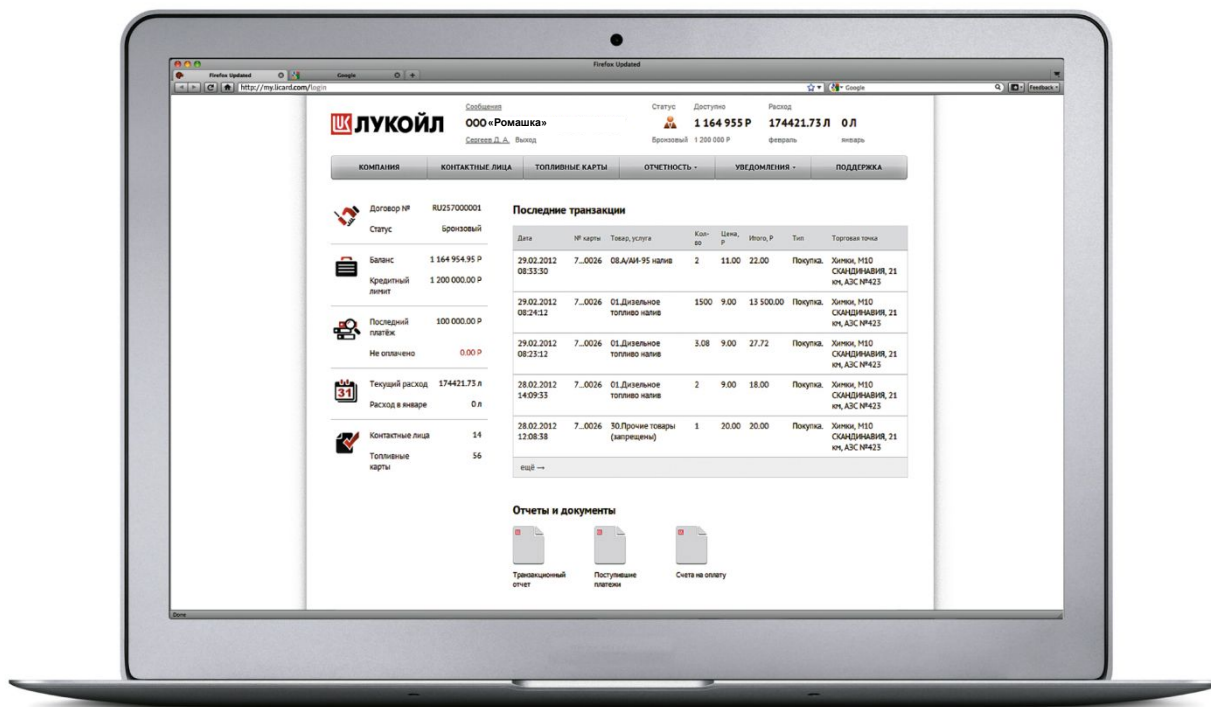 Firefox Updated
Firefox Updated
Google
http://my.licard.com/login
Google
Feedback
ЛУКОЙЛ
Сообщения
ООО «Ромашка»
Сергеев Д. А. Выход
Статус Доступно Расход
1 164 955 Р 174421.73 Л 0 Л
Бронзовый 1 200 000 Р февраль январь
КОМПАНИЯ КОНТАКТНЫЕ ЛИЦА ТОПЛИВНЫЕ КАРТЫ ОТЧЕТНОСТЬ УВЕДОМЛЕНИЯ ПОДДЕРЖКА
Договор № RU257000001
Статус Бронзовый
Баланс 1 164 954.95 Р
Кредитный 1 200 000.00 Р
лимит
Последний 100 000.00 Р
платёж
Не оплачено 0.00 Р
31
Текущий расход 174421.73 л
Расход в январе 0 л
Контактные лица 14
Топливные 56
карты
Последние транзакции
Дата № карты Товар, услуга Кол-во Цена, Р Итого, Р Тип Торговая точка
29.02.2012 7...0026 08.А/АИ-95 налив 2 11.00 22.00 Покупка. Химки, М10
08:33:30 СКАНДИНАВИЯ, 21
км, АЗС №423
29.02.2012 7...0026 01.Дизельное 1500 9.00 13 500.00 Покупка. Химки, М10
08:24:12 топливо налив СКАНДИНАВИЯ, 21
км, АЗС №423
29.02.2012 7...0026 01.Дизельное 3.08 9.00 27.72 Покупка. Химки, М10
08:23:12 топливо налив СКАНДИНАВИЯ, 21
км, АЗС №423
28.02.2012 7...0026 01.Дизельное 2 9.00 18.00 Покупка. Химки, М10
14:09:33 топливо налив СКАНДИНАВИЯ, 21
км, АЗС №423
28.02.2012 7...0026 30.Прочие товары 1 20.00 20.00 Покупка. Химки, М10
12:08:38 (запрещены) СКАНДИНАВИЯ, 21
км, АЗС №423
ещё →
Отчеты и документы
Транзакционный
отчет
Поступившие
платежи
Счета на оплату
Done